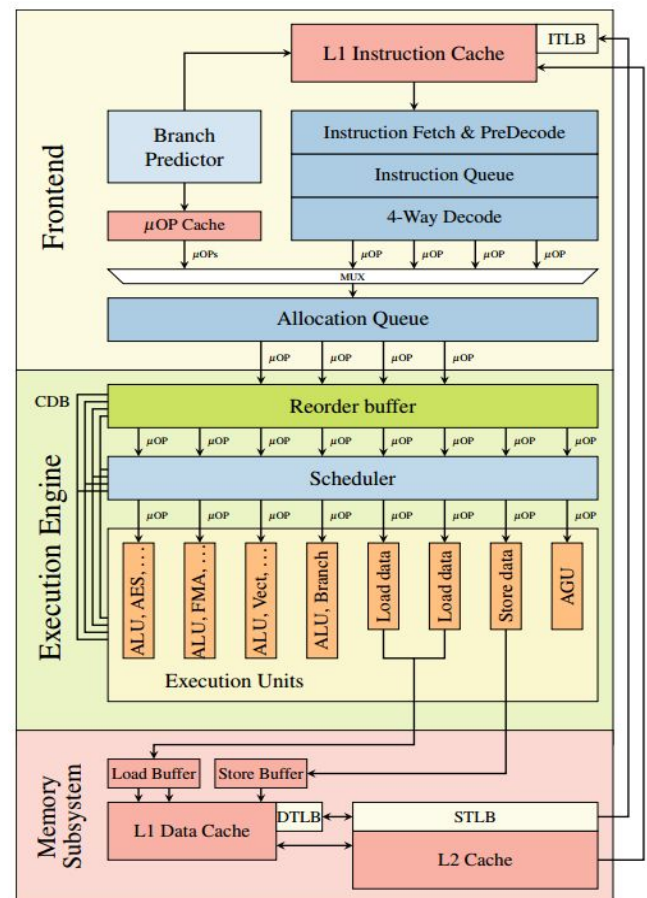 Frontend
L1 Instruction Cache
ITLB
Branch
Predictor
Instruction Fetch & PreDecode
Instruction Queue
4-Way Decode
μOP Cache
μOPs
μOP
μOP
μOP
μOP
MUX
Allocation Queue
μOP
μOP
μOP
μOP
Execution Engine
CDB
Reorder buffer
μOP
μOP
μOP
μOP
μOP
μOP
μOP
μOP
Scheduler
μOP
μOP
μOP
μOP
μOP
μOP
μOP
μOP
ALU, AES, . . .
ALU, FMA, . . .
ALU, Vect, . . .
ALU, Branch
Load data
Load data
Store data
AGU
Execution Units
Memory
Subsystem
Load Buffer
Store Buffer
L1 Data Cache
DTLB
STLB
L2 Cache